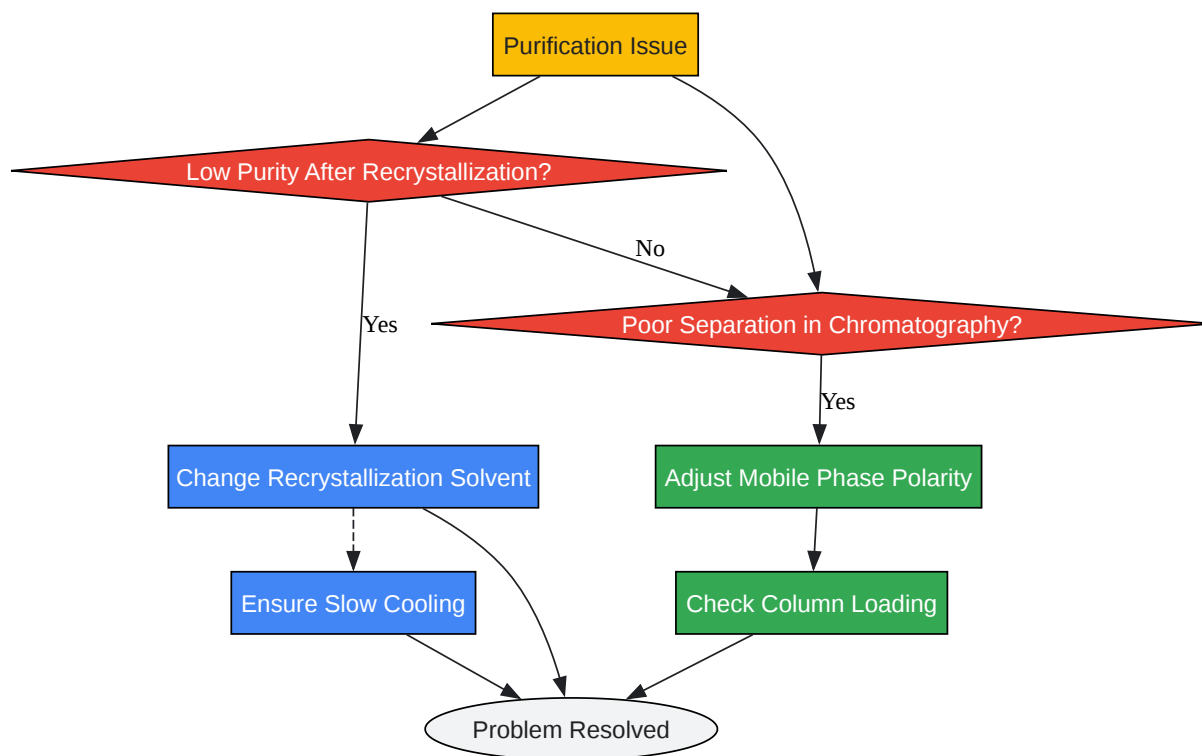 Purification Issue
Low Purity After Recrystallization?
No
Yes
Poor Separation in Chromatography?
Yes
Change Recrystallization Solvent
Adjust Mobile Phase Polarity
Ensure Slow Cooling
Check Column Loading
Problem Resolved